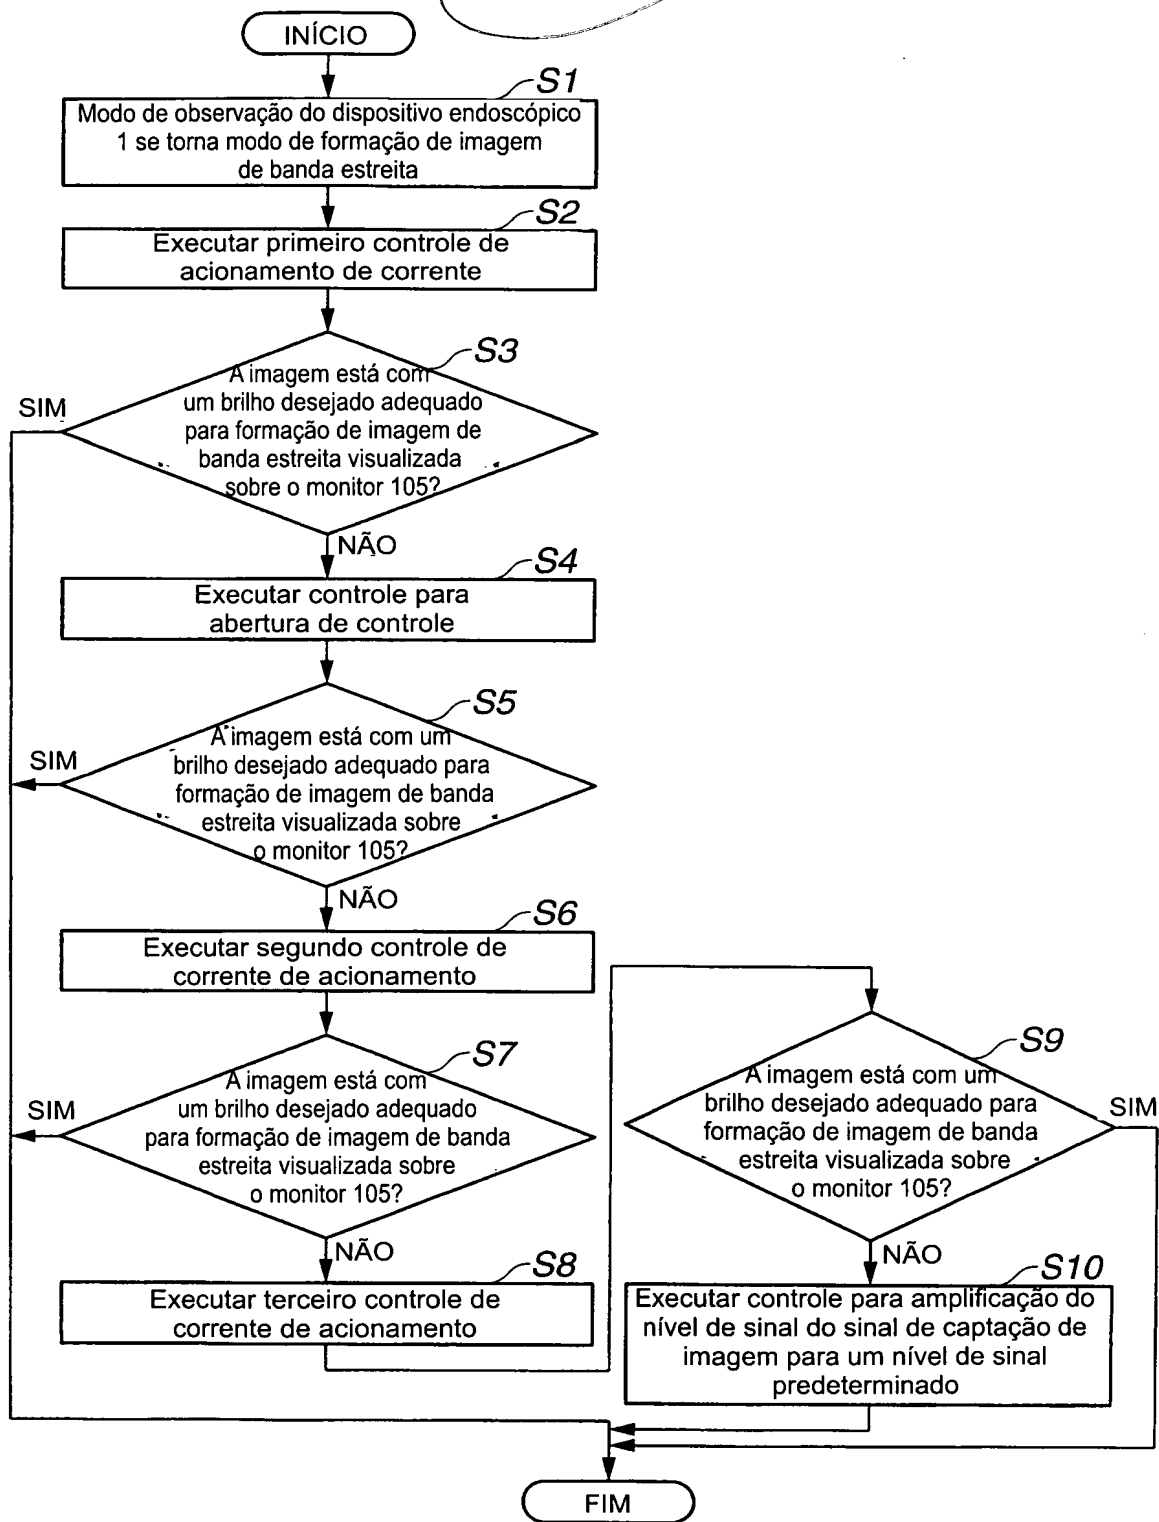 INÍCIO
S1
Modo de observação do dispositivo endoscópico
1 se torna modo de formação de imagem
de banda estreita
S2
Executar primeiro controle de
acionamento de corrente
S3
A imagem está com
um brilho desejado adequado
para formação de imagem de
banda estreita visualizada
sobre o monitor 105?
SIM
NÃO
S4
Executar controle para
abertura de controle
S5
A imagem está com um
brilho desejado adequado para
formação de imagem de banda
estreita visualizada sobre
o monitor 105?
SIM
NÃO
S6
Executar segundo controle de
corrente de acionamento
S7
A imagem está com
um brilho desejado adequado
para formação de imagem de banda
estreita visualizada sobre
o monitor 105?
SIM
NÃO
S8
Executar terceiro controle de
corrente de acionamento
S9
A imagem está com um
brilho desejado adequado para
formação de imagem de banda
estreita visualizada sobre
o monitor 105?
SIM
NÃO
S10
Executar controle para amplificação do
nível de sinal do sinal de captação de
imagem para um nível de sinal
predeterminado
FIM